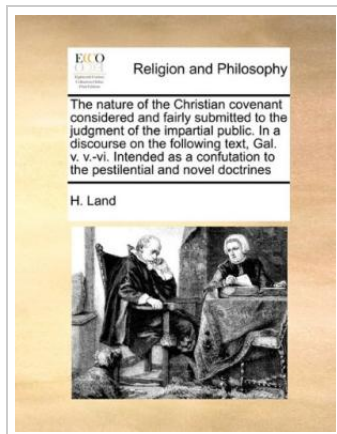 ECCO
Religion and Philosophy
The nature of the Christian covenant
considered and fairly submitted to the
judgment of the impartial public. In a
discourse on the following text, Gal.
v. v.-vi. Intended as a confutation to
the pestilential and novel doctrines
H. Land